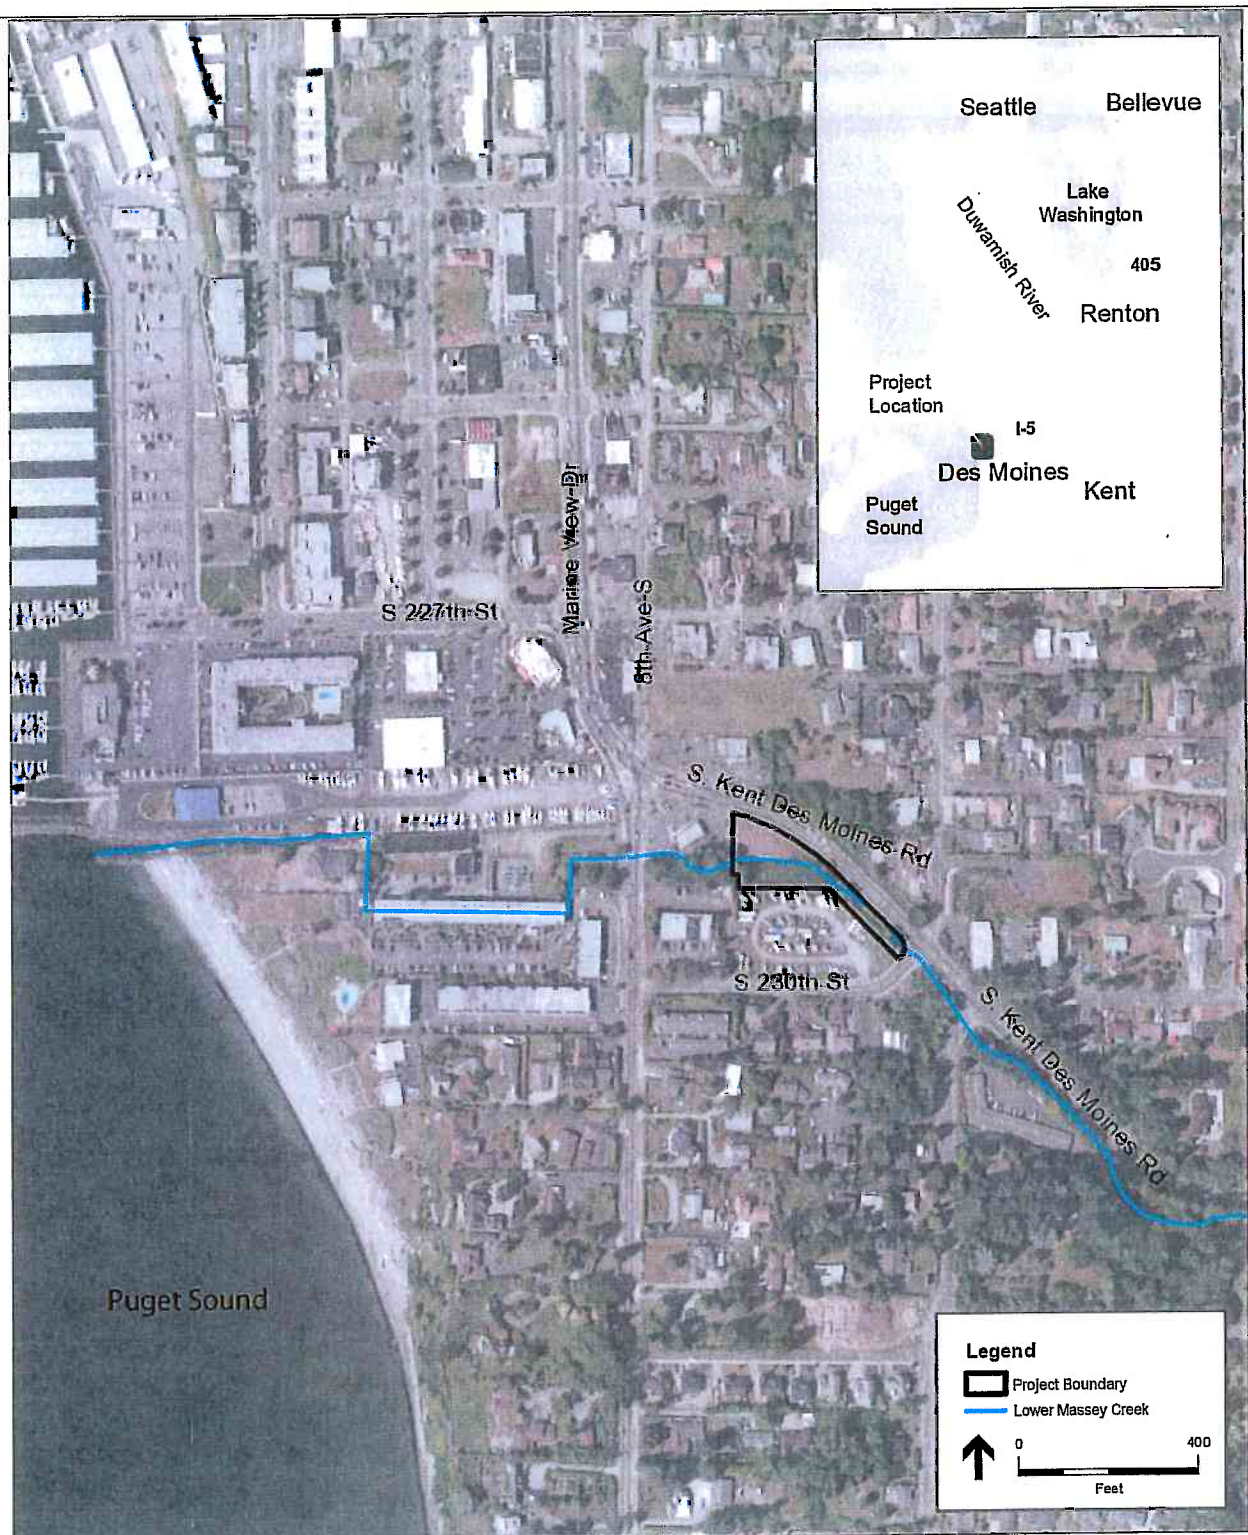 Seattle
Bellevue
Lake
Washington
Duwamish River
405
Renton
Project
Location
I-5
Des Moines
Kent
Puget
Sound
Marine View Dr
S 227th St
8th Ave S
S. Kent Des Moines Rd
S 230th St
S. Kent Des Moines Rd
Puget Sound
Legend
Project Boundary
Lower Massey Creek
0
400
Feet